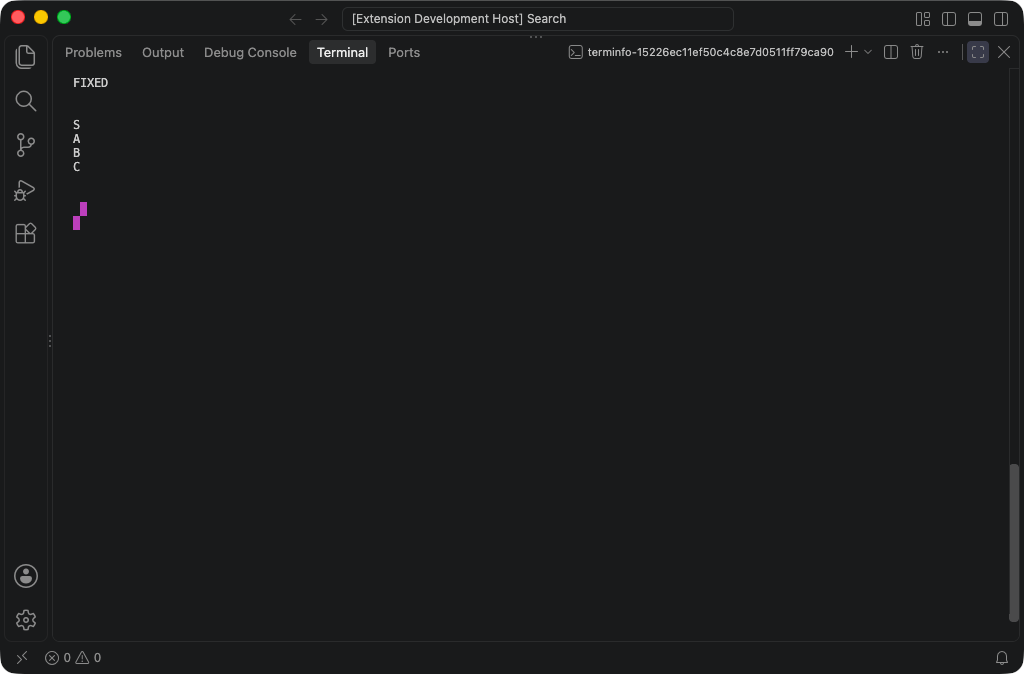 [Extension Development Host] Search
Problems Output Debug Console Terminal Ports terminfo-15226ec11ef50c4c8e7d0511ff79ca90
FIXED
S
A
B
C
0 0